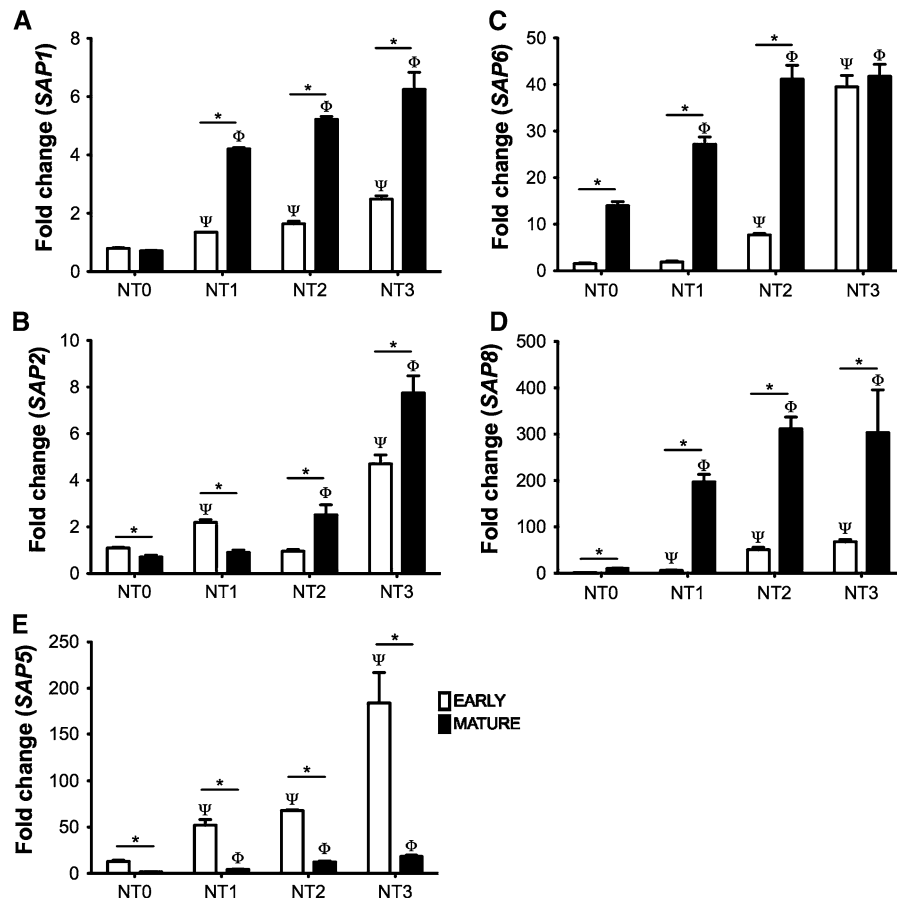 A
Fold change (SAP1)
8
6
4
2
0
*
*
*
Ψ
Φ
Ψ
Φ
Ψ
Φ
NT0 NT1 NT2 NT3
B
Fold change (SAP2)
10
8
6
4
2
0
*
*
*
*
Ψ
Φ
Ψ
Φ
NT0 NT1 NT2 NT3
E
Fold change (SAP5)
250
200
150
100
50
0
*
*
*
*
Ψ
Φ
Ψ
Φ
Ψ
Φ
NT0 NT1 NT2 NT3
EARLY
MATURE
C
Fold change (SAP6)
50
40
30
20
10
0
*
*
*
Φ
Ψ
Φ
Ψ
Φ
NT0 NT1 NT2 NT3
D
Fold change (SAP8)
500
400
300
200
100
0
*
*
*
*
Ψ
Φ
Ψ
Φ
Ψ
Φ
NT0 NT1 NT2 NT3